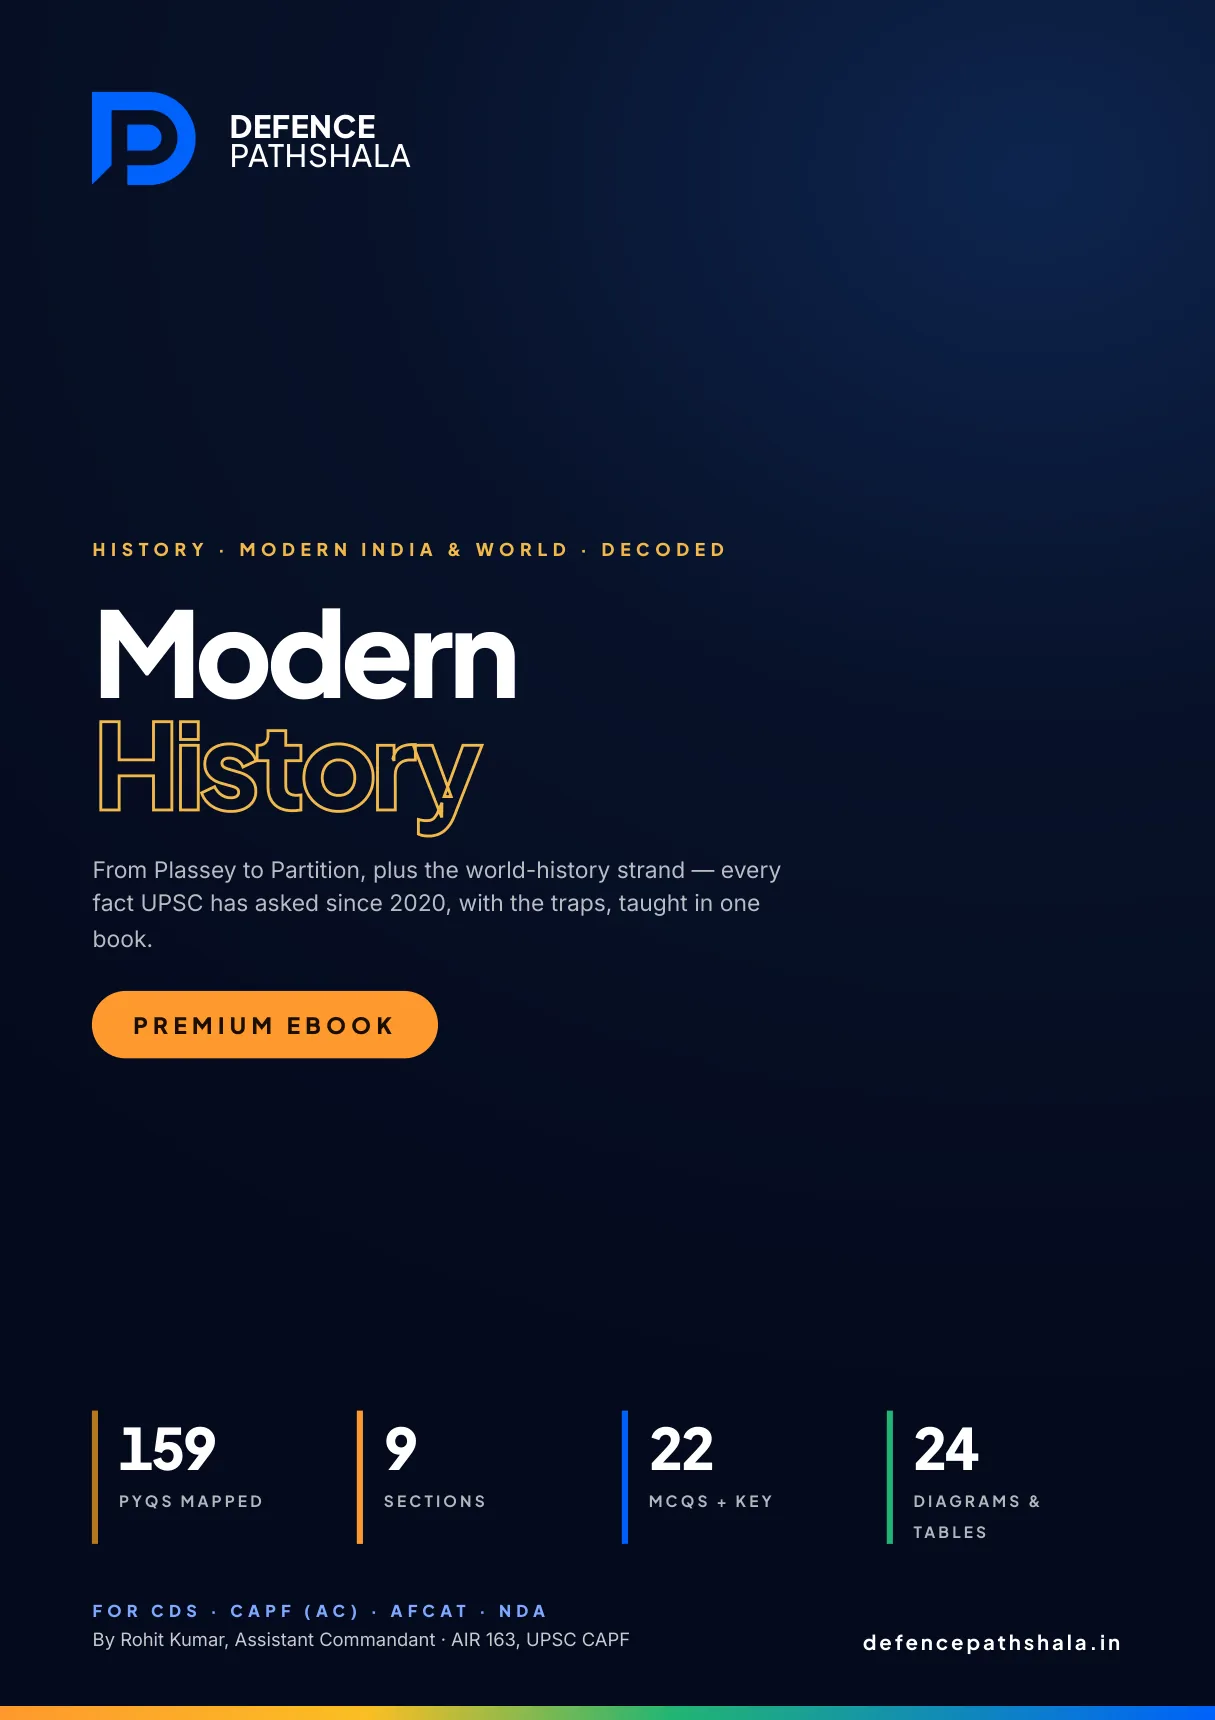 DEFENCE
PATHSHALA
HISTORY · MODERN INDIA & WORLD · DECODED
Modern
History
From Plassey to Partition, plus the world-history strand — every
fact UPSC has asked since 2020, with the traps, taught in one
book.
PREMIUM EBOOK
159
PYQS MAPPED
9
SECTIONS
22
MCQS + KEY
24
DIAGRAMS &
TABLES
FOR CDS · CAPF (AC) · AFCAT · NDA
By Rohit Kumar, Assistant Commandant · AIR 163, UPSC CAPF
defencepathshala.in